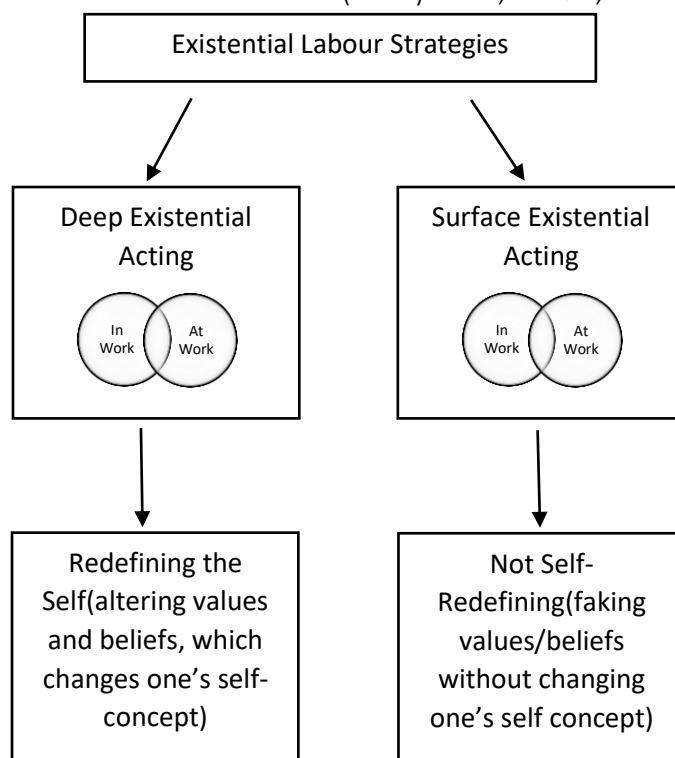 Existential Labour Strategies
Deep Existential
Acting
In
Work
At
Work
Surface Existential
Acting
In
Work
At
Work
Redefining the
Self(altering values
and beliefs, which
changes one’s self-
concept)
Not Self-
Redefining(faking
values/beliefs
without changing
one’s self concept)